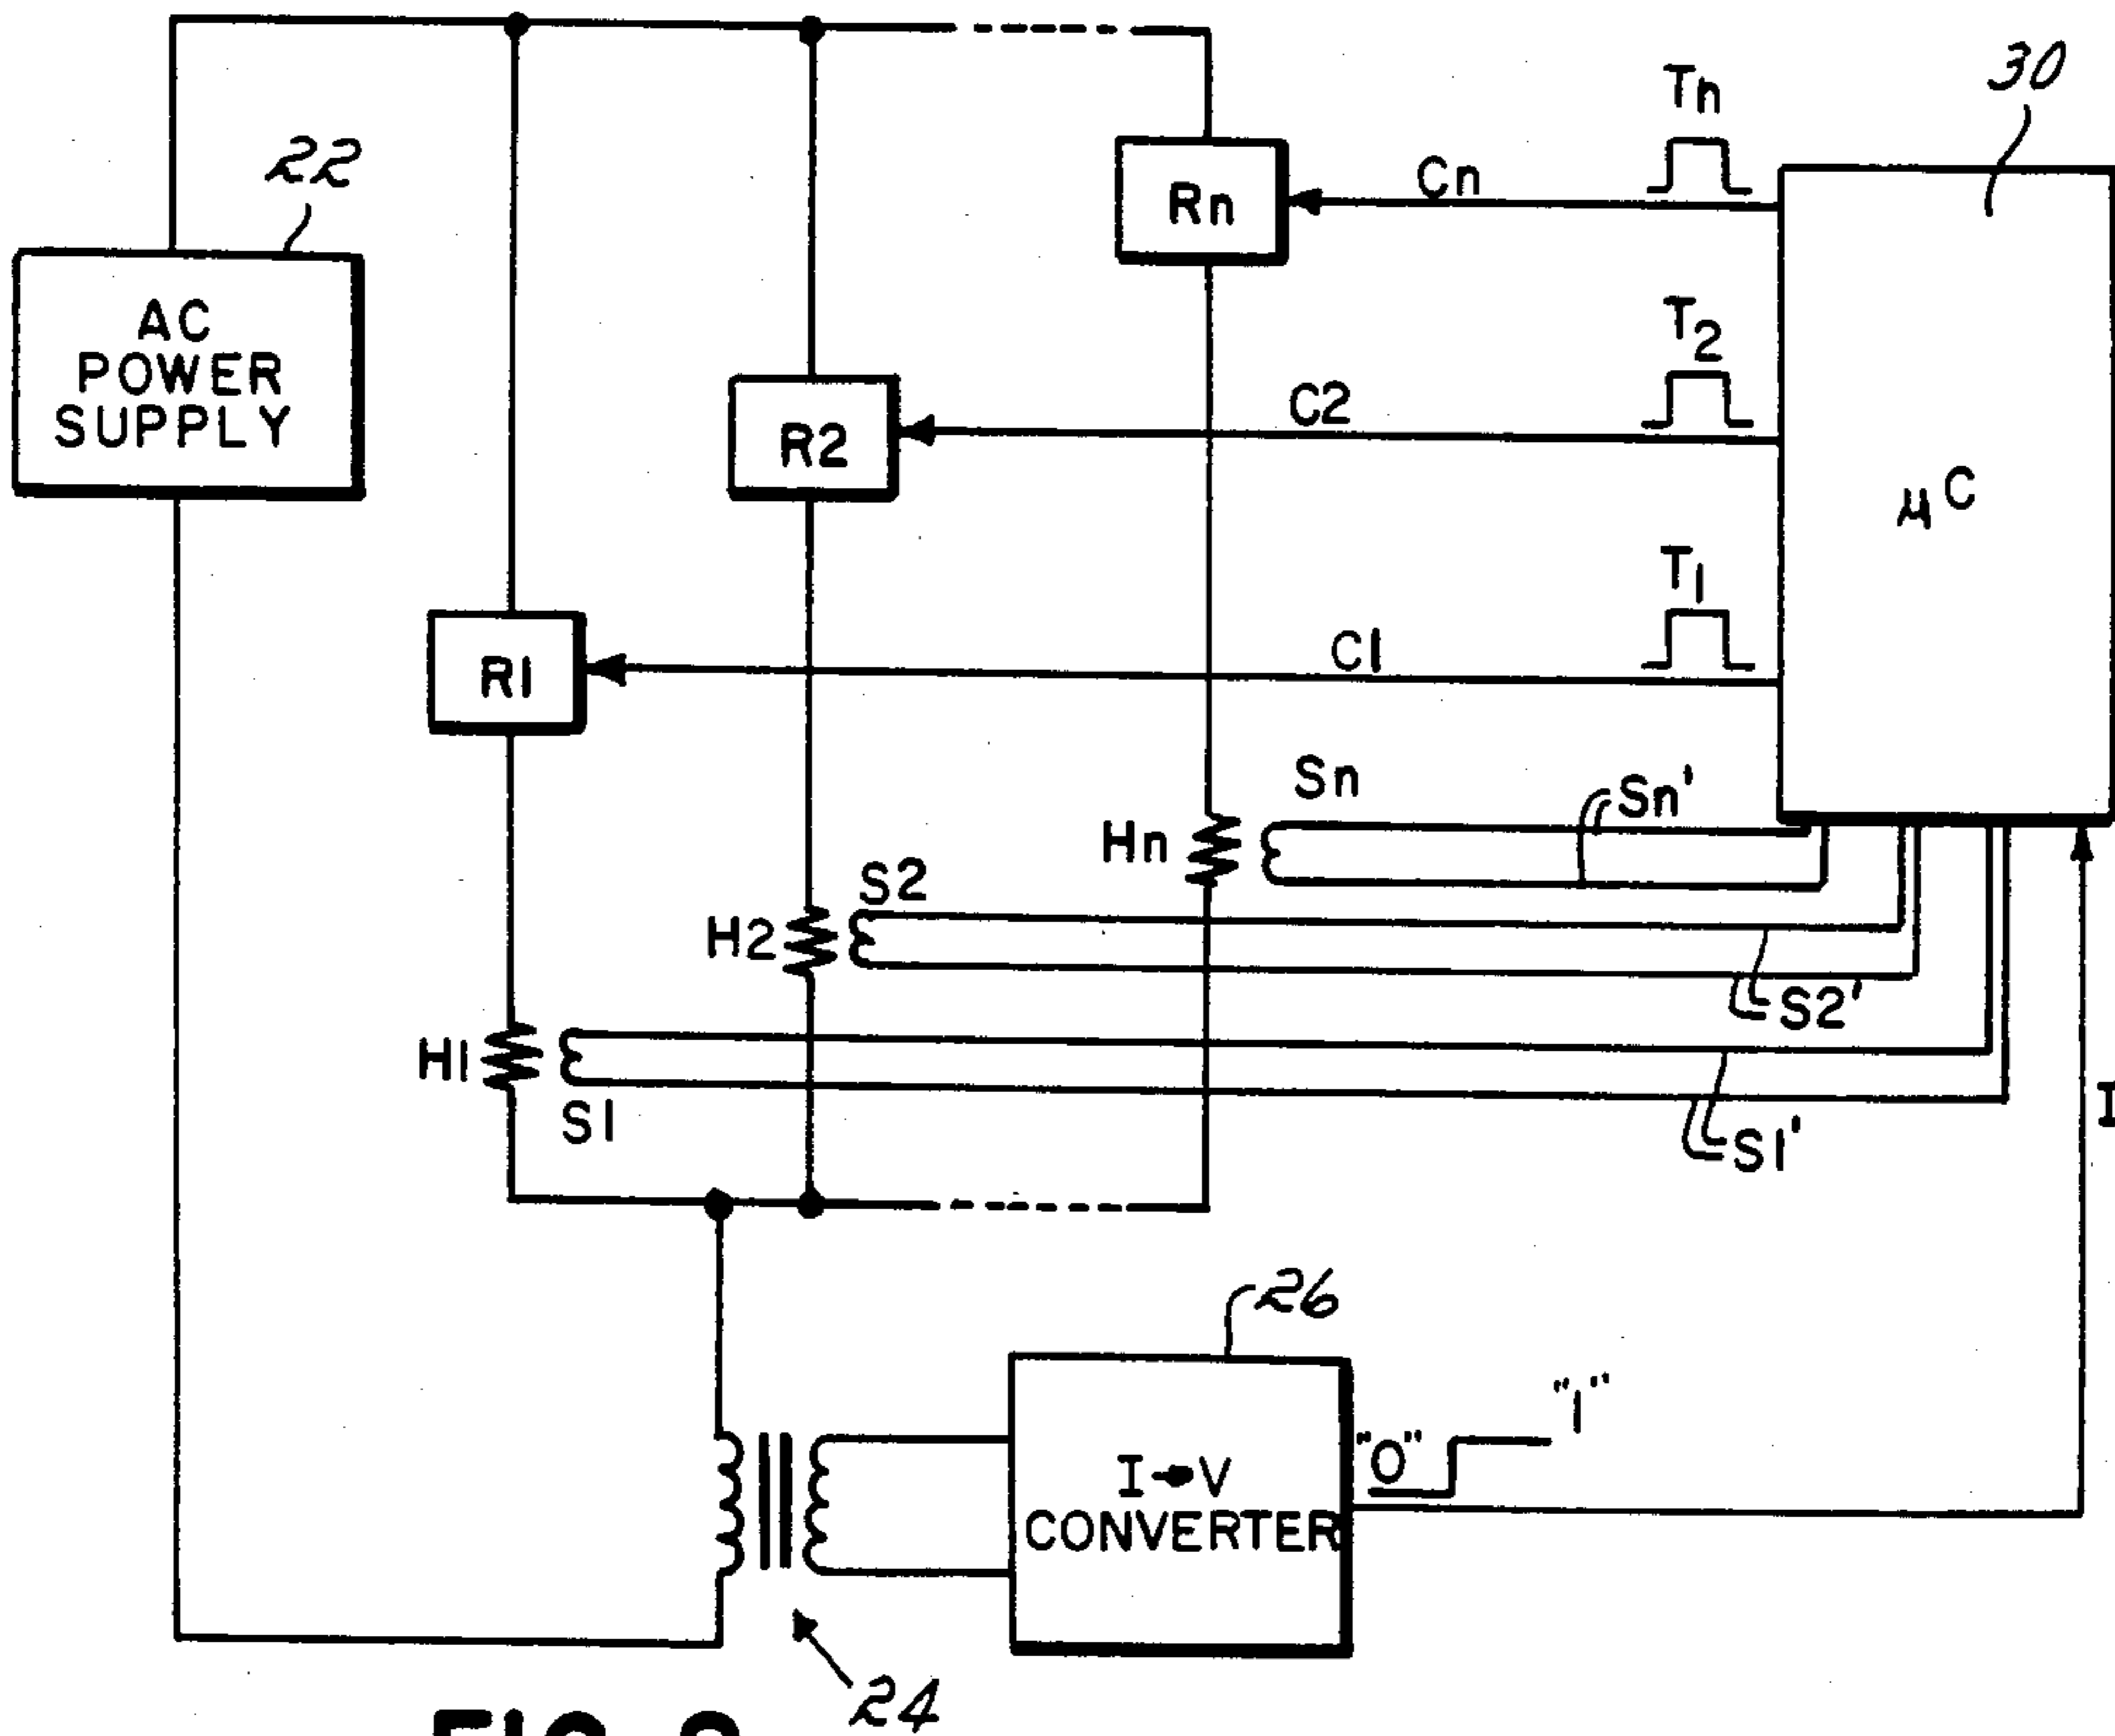 Tn
30
22
Cn
Rn
AC
POWER
SUPPLY
T2
C2
R2
μC
T1
C1
R1
Sn
Sn'
Hn
S2
H2
S2'
H1
S1
S1'
I
26
"1"
"0"
I→V
CONVERTER
24